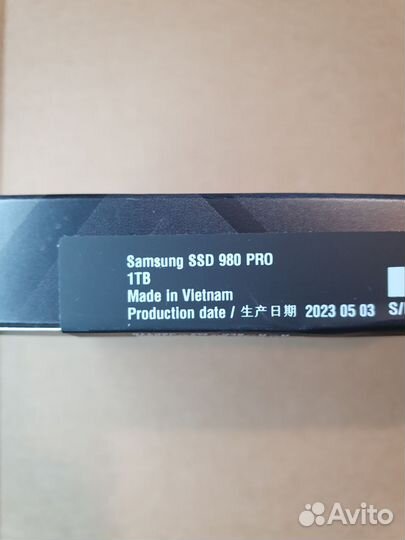 Samsung SSD 980 PRO
1TB
Made in Vietnam
Production date / 生产日期 2023 05 03
Avito